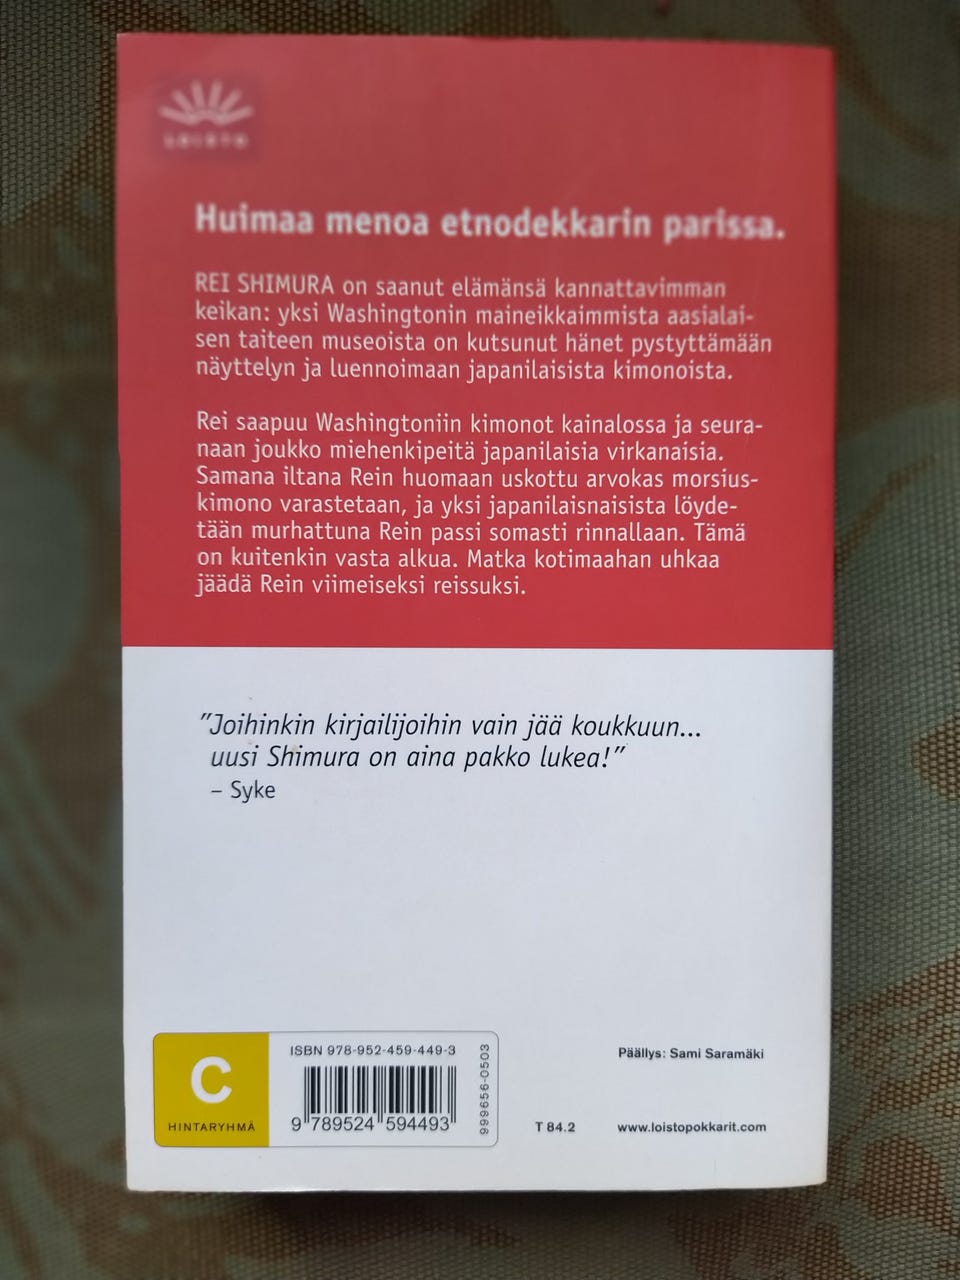 LOISTO
Huimaa menoa etnodekkarin parissa.
REI SHIMURA on saanut elämänsä kannattavimman
keikan: yksi Washingtonin maineikkaimmista aasialai-
sen taiteen museoista on kutsunut hänet pystyttämään
näyttelyn ja luennoimaan japanilaisista kimonoista.
Rei saapuu Washingtoniin kimonot kainalossa ja seura-
naan joukko miehenkipeitä japanilaisia virkanaisia.
Samana iltana Rein huomaan uskottu arvokas morsius-
kimono varastetaan, ja yksi japanilaisnaisista löyde-
tään murhattuna Rein passi somasti rinnallaan. Tämä
on kuitenkin vasta alkua. Matka kotimaahan uhkaa
jäädä Rein viimeiseksi reissuksi.
"Joihinkin kirjailijoihin vain jää koukkuun...
uusi Shimura on aina pakko lukea!"
– Syke
C
HINTARYHMÄ
ISBN 978-952-459-449-3
9 789524 594493
999656-0503
Päällys: Sami Saramäki
T 84.2
www.loistopokkarit.com